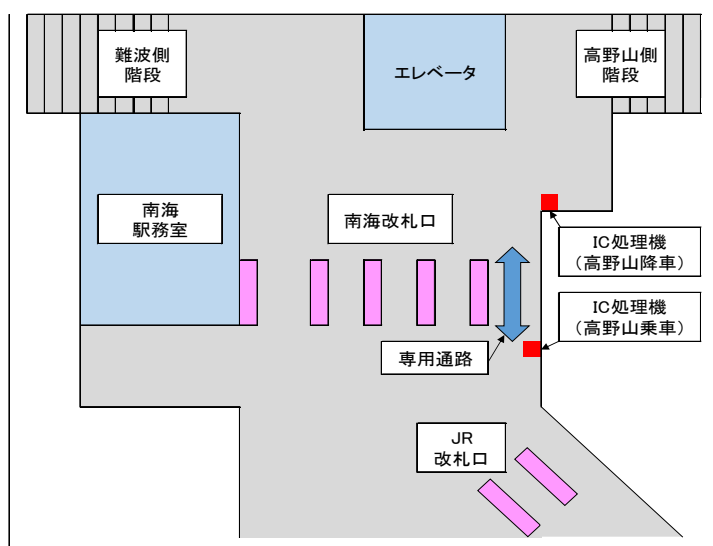 難波側
階段
エレベータ
高野山側
階段
南海
駅務室
南海改札口
IC処理機
（高野山降車）
IC処理機
（高野山乗車）
専用通路
JR
改札口